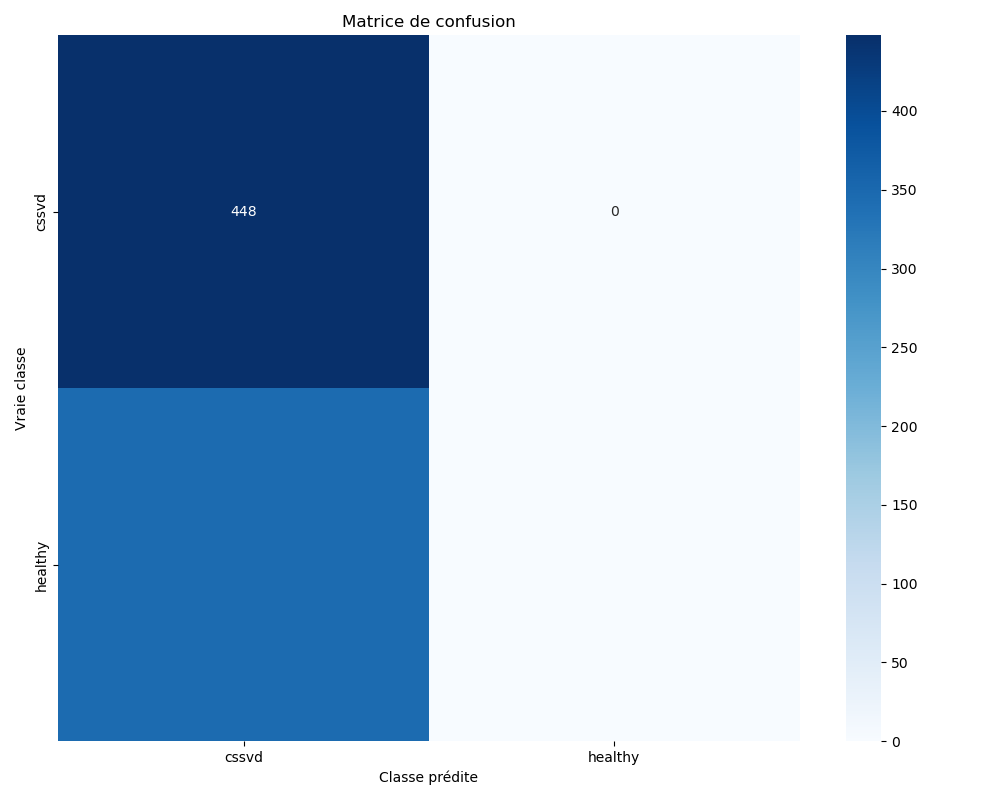 Matrice de confusion
Vraie classe
cssvd
healthy
448
0
cssvd
healthy
Classe prédite
400
350
300
250
200
150
100
50
0